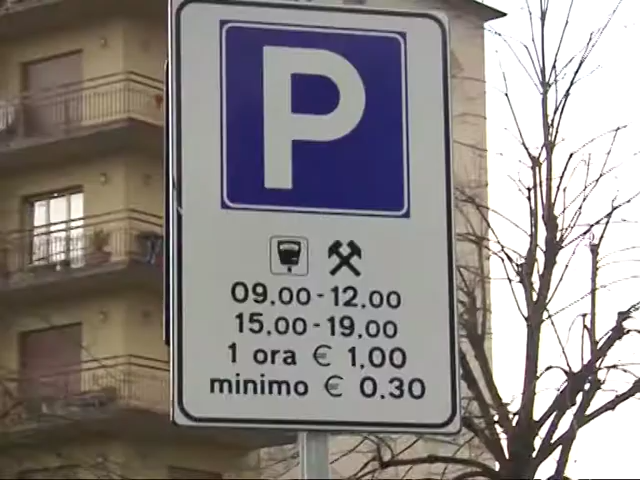 P
09.00 - 12.00
15.00 - 19.00
1 ora € 1,00
minimo € 0.30